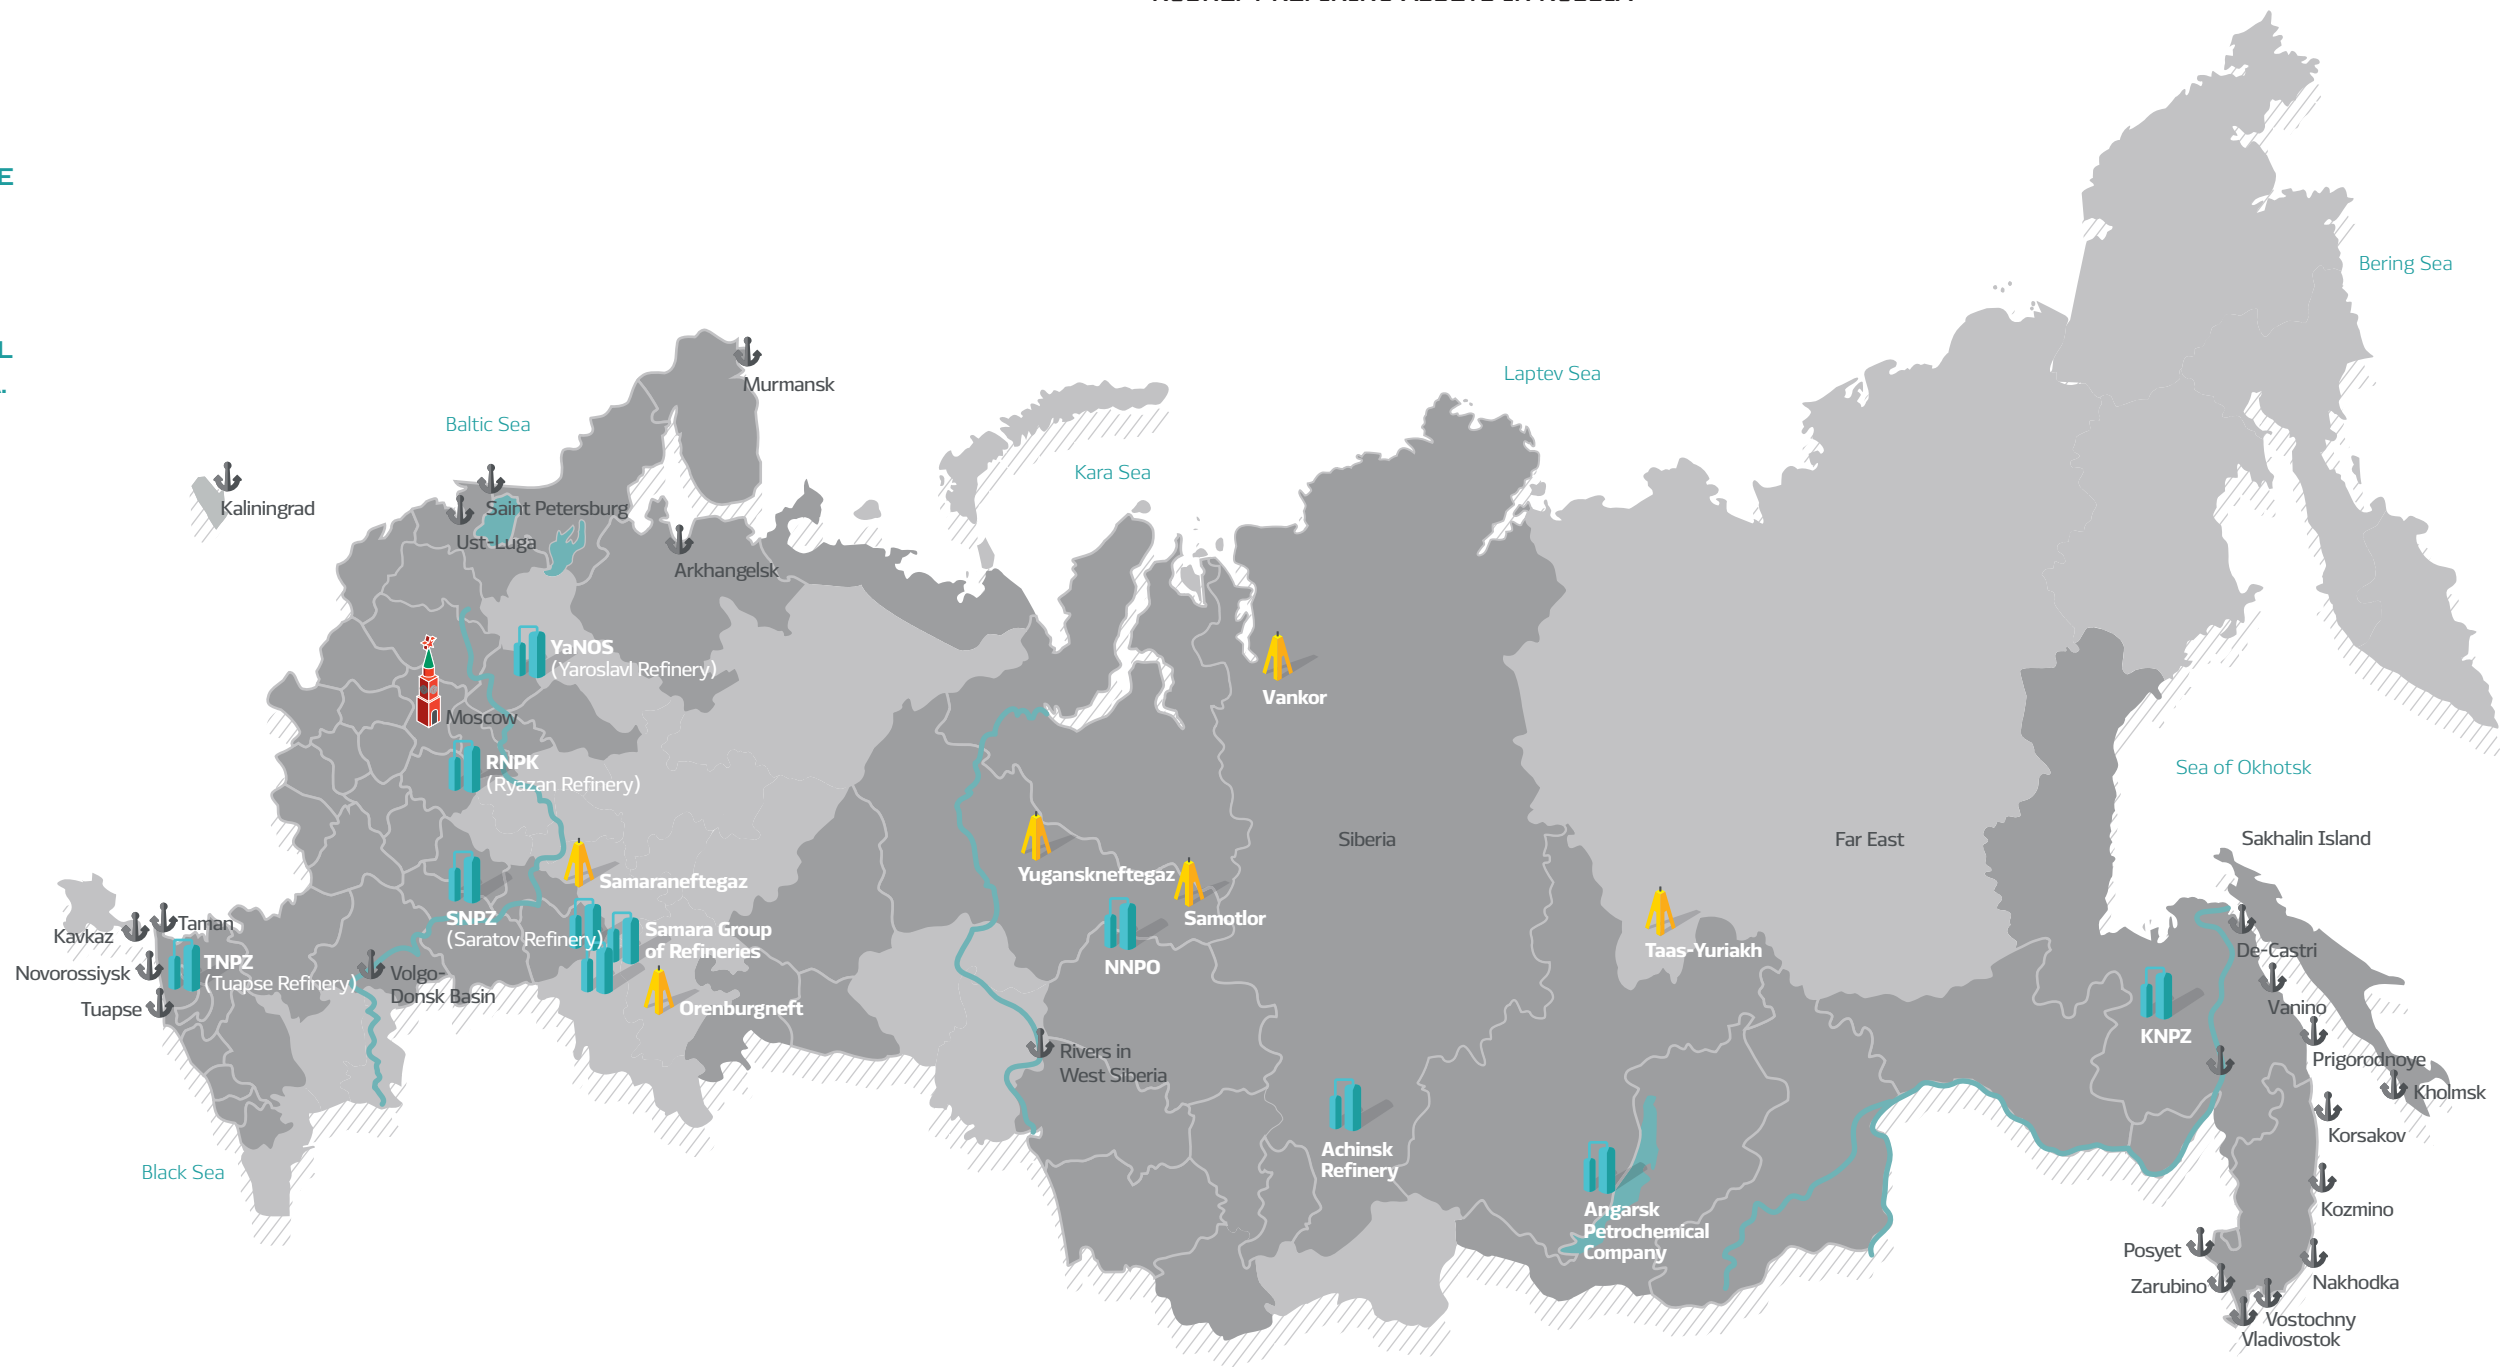 E
L
Bering Sea
Laptev Sea
Murmansk
Baltic Sea
Kara Sea
Kaliningrad
Saint Petersburg
Ust-Luga
Arkhangelsk
YaNOS
(Yaroslavl Refinery)
Vankor
Moscow
RNPK
(Ryazan Refinery)
Sea of Okhotsk
Siberia
Far East
Sakhalin Island
Yuganskneftegaz
Samaraneftegaz
Samotlor
SNPZ
(Saratov Refinery)
Samara Group
of Refineries
Taman
Kavkaz
Taas-Yuriakh
De-Castri
TNPZ
(Tuapse Refinery)
Novorossiysk
Volgo-
Donsk Basin
NNPO
Tuapse
Orenburgneft
Vanino
KNPZ
Rivers in
West Siberia
Prigorodnoye
Kholmsk
Korsakov
Achinsk
Refinery
Black Sea
Angarsk
Petrochemical
Company
Kozmino
Posyet
Zarubino
Nakhodka
Vostochny
Vladivostok